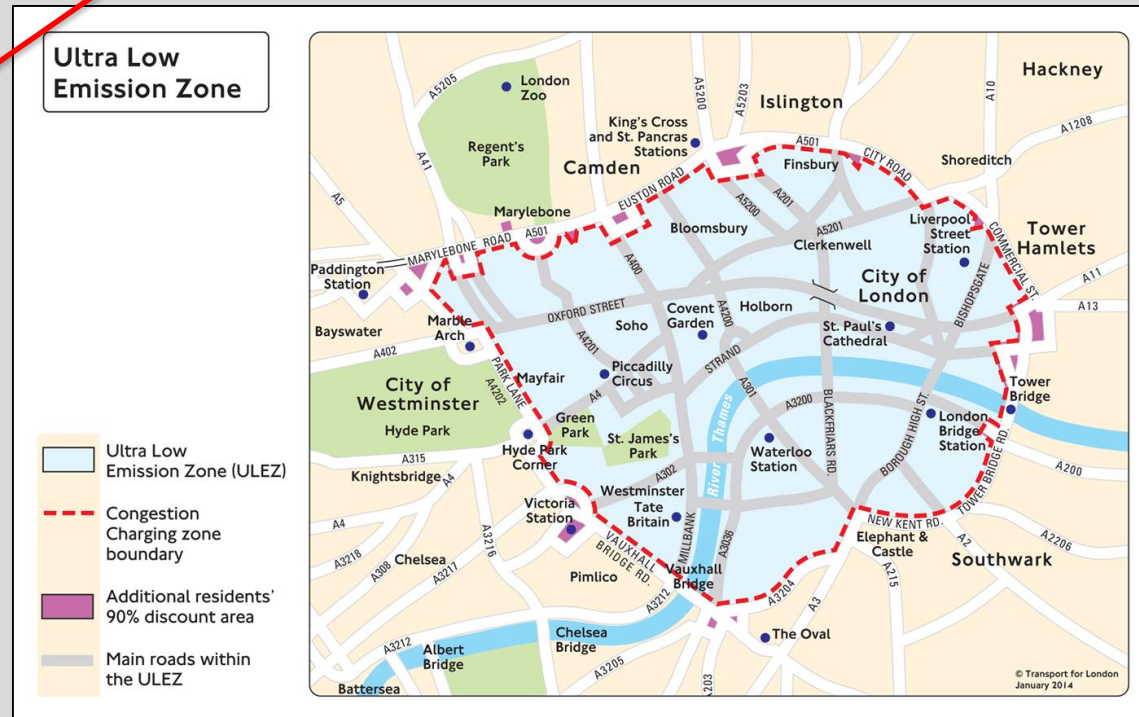 Ultra Low
Emission Zone
Hackney
London
Zoo
A5205
A5200
A5203
A10
Islington
A1208
King's Cross
and St. Pancras
Stations
Regent's
Park
A41
A501
Finsbury
CITY ROAD
Shoreditch
Camden
EUSTON ROAD
A5
Marylebone
A5200
A201
A501
Bloomsbury
A5201
Liverpool
Street
Station
COMMERCIAL ST.
Tower
Hamlets
MARYLEBONE ROAD
Clerkenwell
A400
Paddington
Station
City of
London
BISHOPSGATE
A11
A13
OXFORD STREET
Covent
Garden
A4200
Holborn
Bayswater
Marble
Arch
Soho
St. Paul's
Cathedral
A402
A4201
STRAND
PARK LANE
A4202
Mayfair
Piccadilly
Circus
City of
Westminster
A4
A301
A3200
BLACKFRIARS RD.
Tower
Bridge
Hyde Park
Green
Park
St. James's
Park
River Thames
BOROUGH HIGH ST.
London
Bridge
Station
Hyde Park
Corner
Waterloo
Station
TOWER BRIDGE RD.
A200
A315
Knightsbridge
A4
A302
Victoria
Station
Westminster
Tate
Britain
MILLBANK
A3036
NEW KENT RD.
Elephant &
Castle
A2
A2206
A4
A3218
A308
Chelsea
A3217
A3216
VAUXHALL
BRIDGE RD.
Pimlico
Vauxhall
Bridge
A3204
A3
A215
Southwark
A3212
A3212
Albert
Bridge
Chelsea
Bridge
The Oval
A3205
A203
Battersea
Ultra Low
Emission Zone (ULEZ)
Congestion
Charging zone
boundary
Additional residents'
90% discount area
Main roads within
the ULEZ
© Transport for London
January 2014